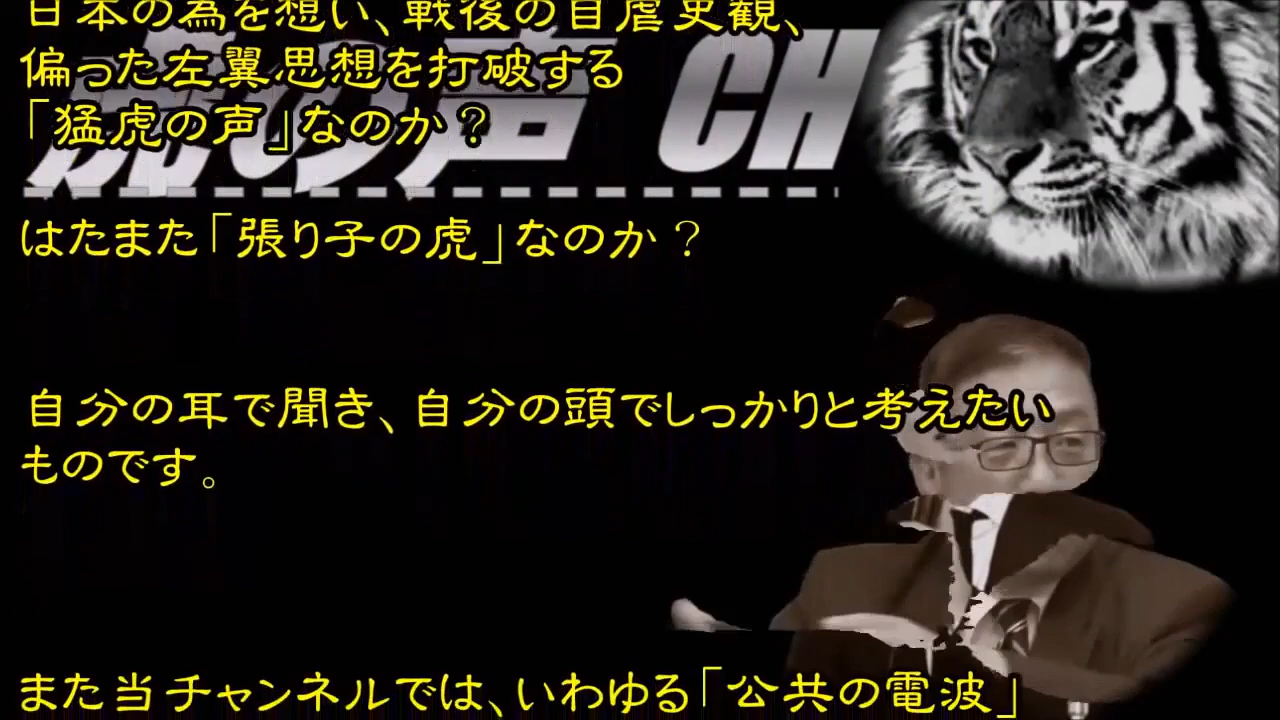 日本の為を想い、戦後の自虐史観、
偏った左翼思想を打破する
「猛虎の声」なのか？
虎の声 CH
はたまた「張り子の虎」なのか？
自分の耳で聞き、自分の頭でしっかりと考えたい
ものです。
また当チャンネルでは、いわゆる「公共の電波」